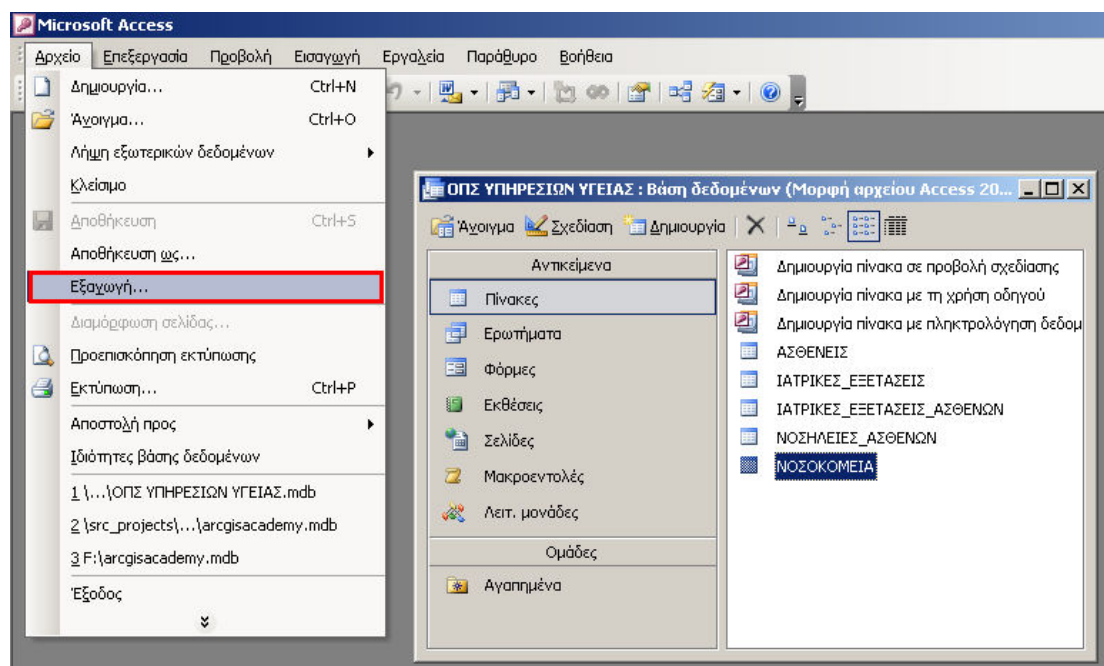 Microsoft Access
Αρχείο Επεξεργασία Προβολή Εισαγωγή Εργαλεία Παράθυρο Βοήθεια
Δημιουργία... Ctrl+N
Άνοιγμα... Ctrl+O
Λήψη εξωτερικών δεδομένων
Κλείσιμο
Αποθήκευση Ctrl+S
Αποθήκευση ως...
Εξαγωγή...
Διαμόρφωση σελίδας...
Προεπισκόπηση εκτύπωσης
Εκτύπωση... Ctrl+P
Αποστολή προς
Ιδιότητες βάσης δεδομένων
1 \...\ΟΠΣ ΥΠΗΡΕΣΙΩΝ ΥΓΕΙΑΣ.mdb
2 \src_projects\...\arcgisacademy.mdb
3 F:\arcgisacademy.mdb
Έξοδος
ΟΠΣ ΥΠΗΡΕΣΙΩΝ ΥΓΕΙΑΣ : Βάση δεδομένων (Μορφή αρχείου Access 20...
Άνοιγμα Σχεδίαση Δημιουργία
Αντικείμενα
Πίνακες
Ερωτήματα
Φόρμες
Εκθέσεις
Σελίδες
Μακροεντολές
Λειτ. μονάδες
Ομάδες
Αγαπημένα
Δημιουργία πίνακα σε προβολή σχεδίασης
Δημιουργία πίνακα με τη χρήση οδηγού
Δημιουργία πίνακα με πληκτρολόγηση δεδομ
ΑΣΘΕΝΕΙΣ
ΙΑΤΡΙΚΕΣ_ΕΞΕΤΑΣΕΙΣ
ΙΑΤΡΙΚΕΣ_ΕΞΕΤΑΣΕΙΣ_ΑΣΘΕΝΩΝ
ΝΟΣΗΛΕΙΕΣ_ΑΣΘΕΝΩΝ
ΝΟΣΟΚΟΜΕΙΑ